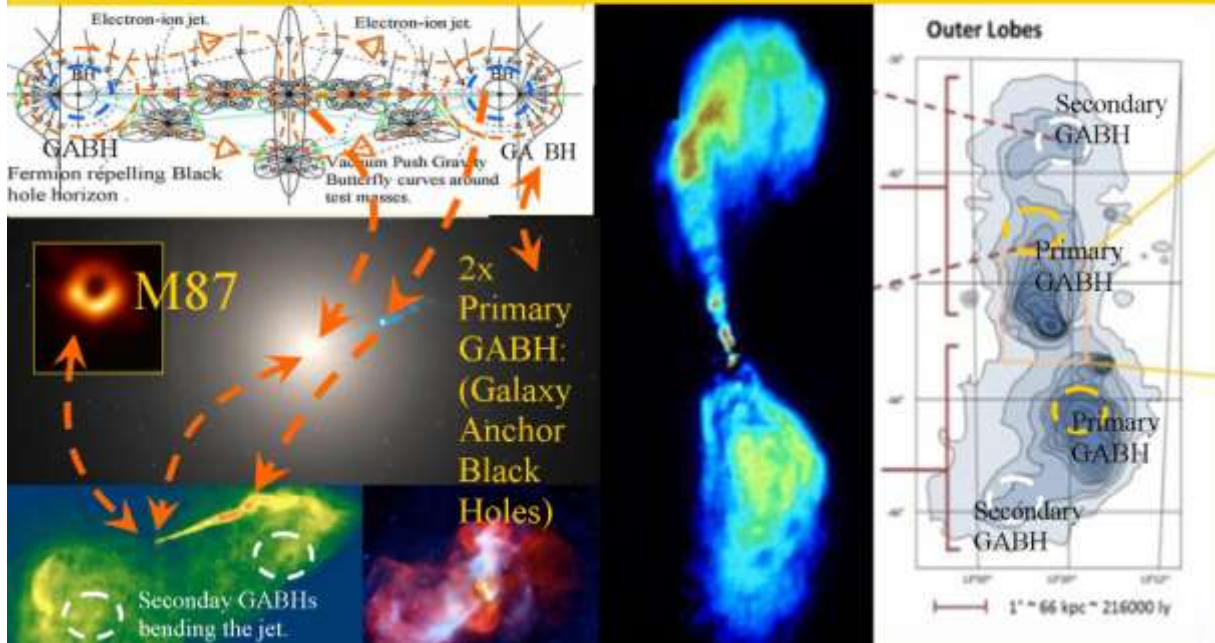 Electron-ion jet.
Electron-ion jet.
BH
BH
GABH
GA BH
Fermion repelling Black
hole horizon .
Vacuum Push Gravity
Butterfly curves around
test masses.
M87
2x
Primary
GABH:
(Galaxy
Anchor
Black
Holes)
Seconday GABHs
bending the jet.
Outer Lobes
Secondary
GABH
Primary
GABH
Primary
GABH
Secondary
GABH
1° ~ 66 kpc ~ 216000 ly